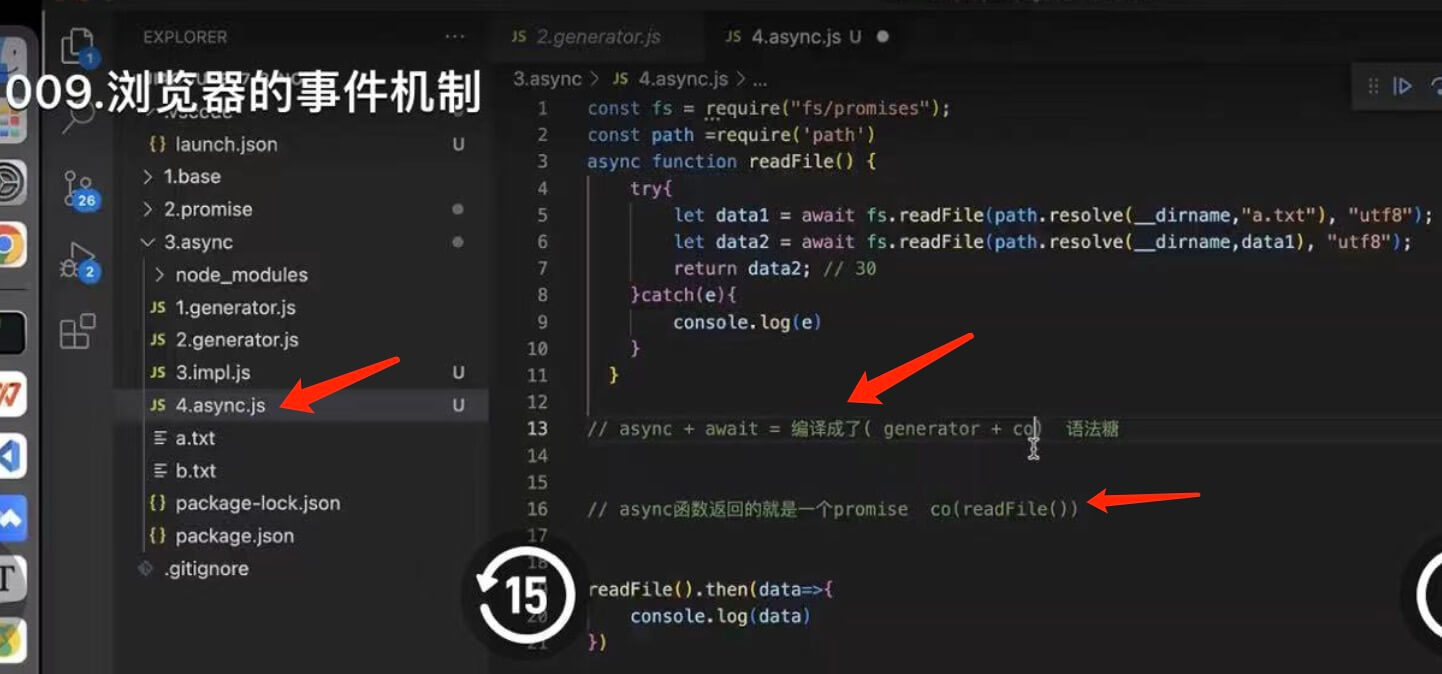 EXPLORER
···
JS 2.generator.js
JS 4.async.js U
009.浏览器的事件机制
3.async > JS 4.async.js > ...
{} launch.json U
> 1.base
> 2.promise
3.async
> node_modules
JS 1.generator.js
JS 2.generator.js
JS 3.impl.js U
JS 4.async.js U
a.txt
b.txt
{} package-lock.json
{} package.json
.gitignore
1
26
2
1 const fs = require("fs/promises");
2 const path =require('path')
3 async function readFile() {
4 try{
5 let data1 = await fs.readFile(path.resolve(__dirname,"a.txt"), "utf8");
6 let data2 = await fs.readFile(path.resolve(__dirname,data1), "utf8");
7 return data2; // 30
8 }catch(e){
9 console.log(e)
10 }
11 }
12
13 // async + await = 编译成了( generator + co) 语法糖
14
15
16 // async函数返回的就是一个promise co(readFile())
17
18
readFile().then(data=>{
20 console.log(data)
21 })
15